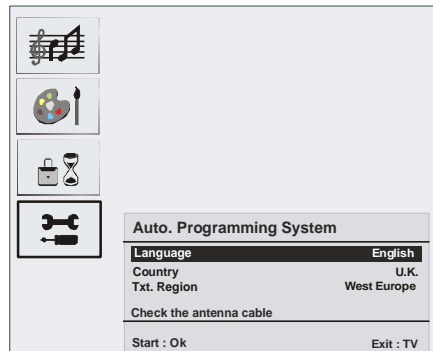 Auto. Programming System
Language English
Country U.K.
Txt. Region West Europe
Check the antenna cable
Start : Ok Exit : TV